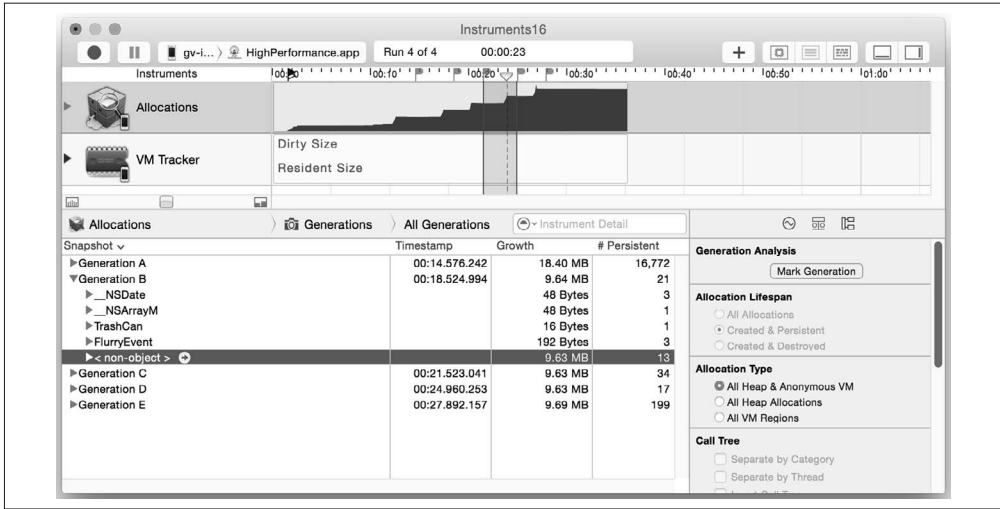 Instruments16
gv-i... 〉 HighPerformance.app Run 4 of 4 00:00:23
Instruments 00:10 00:20 00:30 00:40 00:50 01:00
Allocations
VM Tracker
Dirty Size
Resident Size
Allocations 〉 Generations 〉 All Generations Instrument Detail
Snapshot Timestamp Growth # Persistent
Generation A 00:14.576.242 18.40 MB 16,772
Generation B 00:18.524.994 9.64 MB 21
__NSDate 48 Bytes 3
__NSArrayM 48 Bytes 1
TrashCan 16 Bytes 1
FlurryEvent 192 Bytes 3
< non-object > 9.63 MB 13
Generation C 00:21.523.041 9.63 MB 34
Generation D 00:24.960.253 9.63 MB 17
Generation E 00:27.892.157 9.69 MB 199
Generation Analysis
Mark Generation
Allocation Lifespan
All Allocations
Created & Persistent
Created & Destroyed
Allocation Type
All Heap & Anonymous VM
All Heap Allocations
All VM Regions
Call Tree
Separate by Category
Separate by Thread